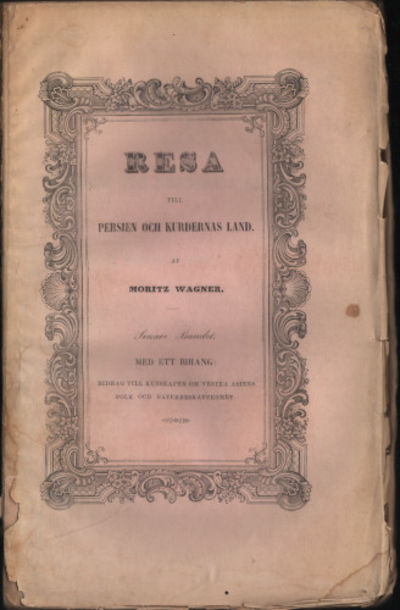 RESA
TILL
PERSIEN OCH KURDERNAS LAND.
AF
MORITZ WAGNER.
Senare Bandet,
MED ETT BIHANG:
BIDRAG TILL KUNSKAPEN OM VESTRA ASIENS
FOLK OCH NATURBESKAFFENHET.